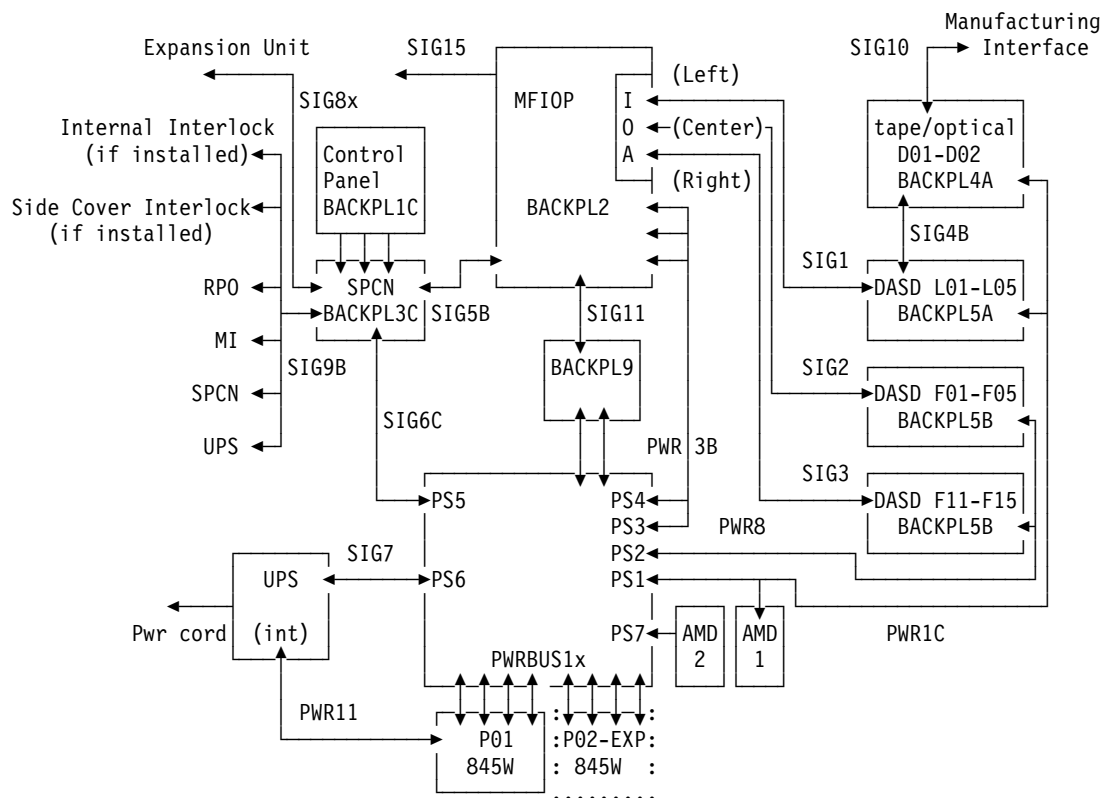 Manufacturing
Expansion Unit SIG15 SIG10 Interface
(Left)
SIG8x MFIOP I
Internal Interlock O (Center) tape/optical
(if installed) Control A D01-D02
Panel (Right) BACKPL4A
Side Cover Interlock BACKPL1C BACKPL2
(if installed) SIG4B
SIG1
RPO SPCN DASD L01-L05
BACKPL3C SIG5B SIG11 BACKPL5A
MI
SIG9B BACKPL9 SIG2
SPCN DASD F01-F05
SIG6C BACKPL5B
UPS PWR 3B
SIG3
PS5 PS4 DASD F11-F15
PS3 PWR8 BACKPL5B
SIG7 PS2
UPS PS6 PS1
Pwr cord (int) PS7 AMD AMD PWR1C
2 1
PWRBUS1x
PWR11
P01 P02-EXP
845W 845W